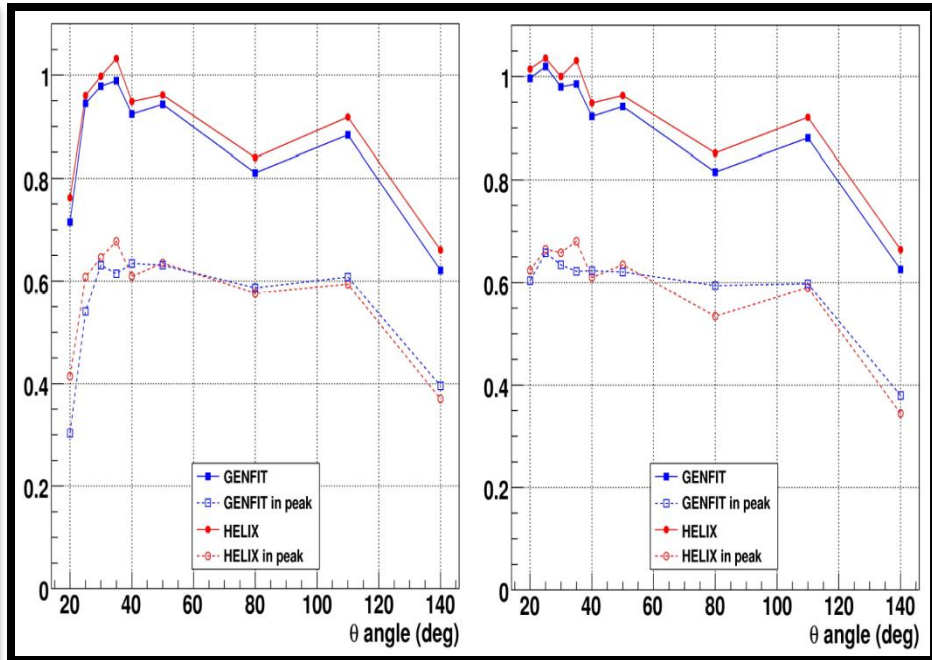 1
0.8
0.6
0.4
0.2
0
GENFIT
GENFIT in peak
HELIX
HELIX in peak
20 40 60 80 100 120 140
θ angle (deg)
1
0.8
0.6
0.4
0.2
0
GENFIT
GENFIT in peak
HELIX
HELIX in peak
20 40 60 80 100 120 140
θ angle (deg)